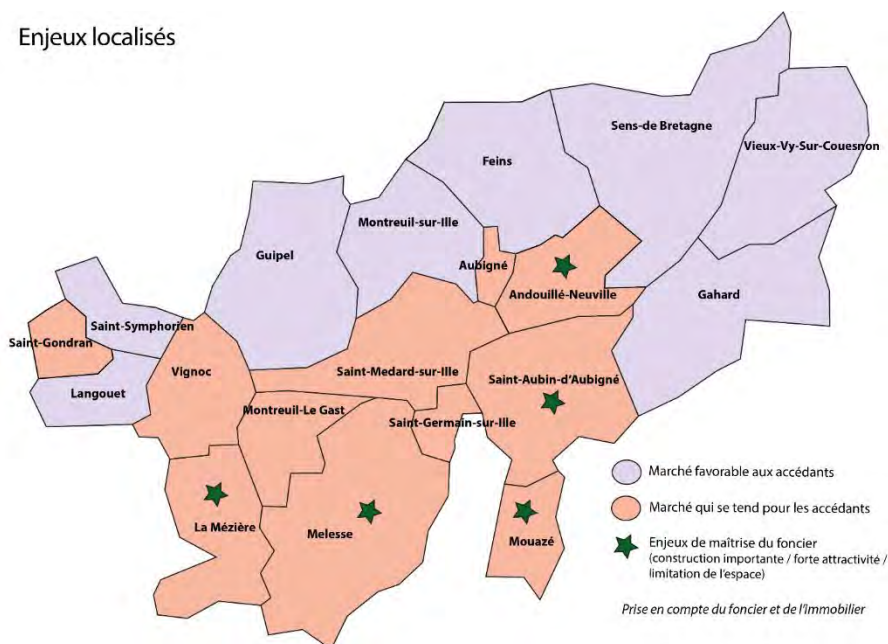 Enjeux localisés
Sens-de Bretagne
Vieux-Vy-Sur-Couesnon
Feins
Montreuil-sur-Ille
Guipel
Aubigné
Andouillé-Neuville
Gahard
Saint-Symphorien
Saint-Gondran
Vignoc
Saint-Medard-sur-Ille
Saint-Aubin-d'Aubigné
Langouet
Montreuil-Le Gast
Saint-Germain-sur-Ille
La Mézière
Melesse
Mouazé
Marché favorable aux accédants
Marché qui se tend pour les accédants
Enjeux de maîtrise du foncier
(construction importante / forte attractivité /
limitation de l'espace)
Prise en compte du foncier et de l'immobilier